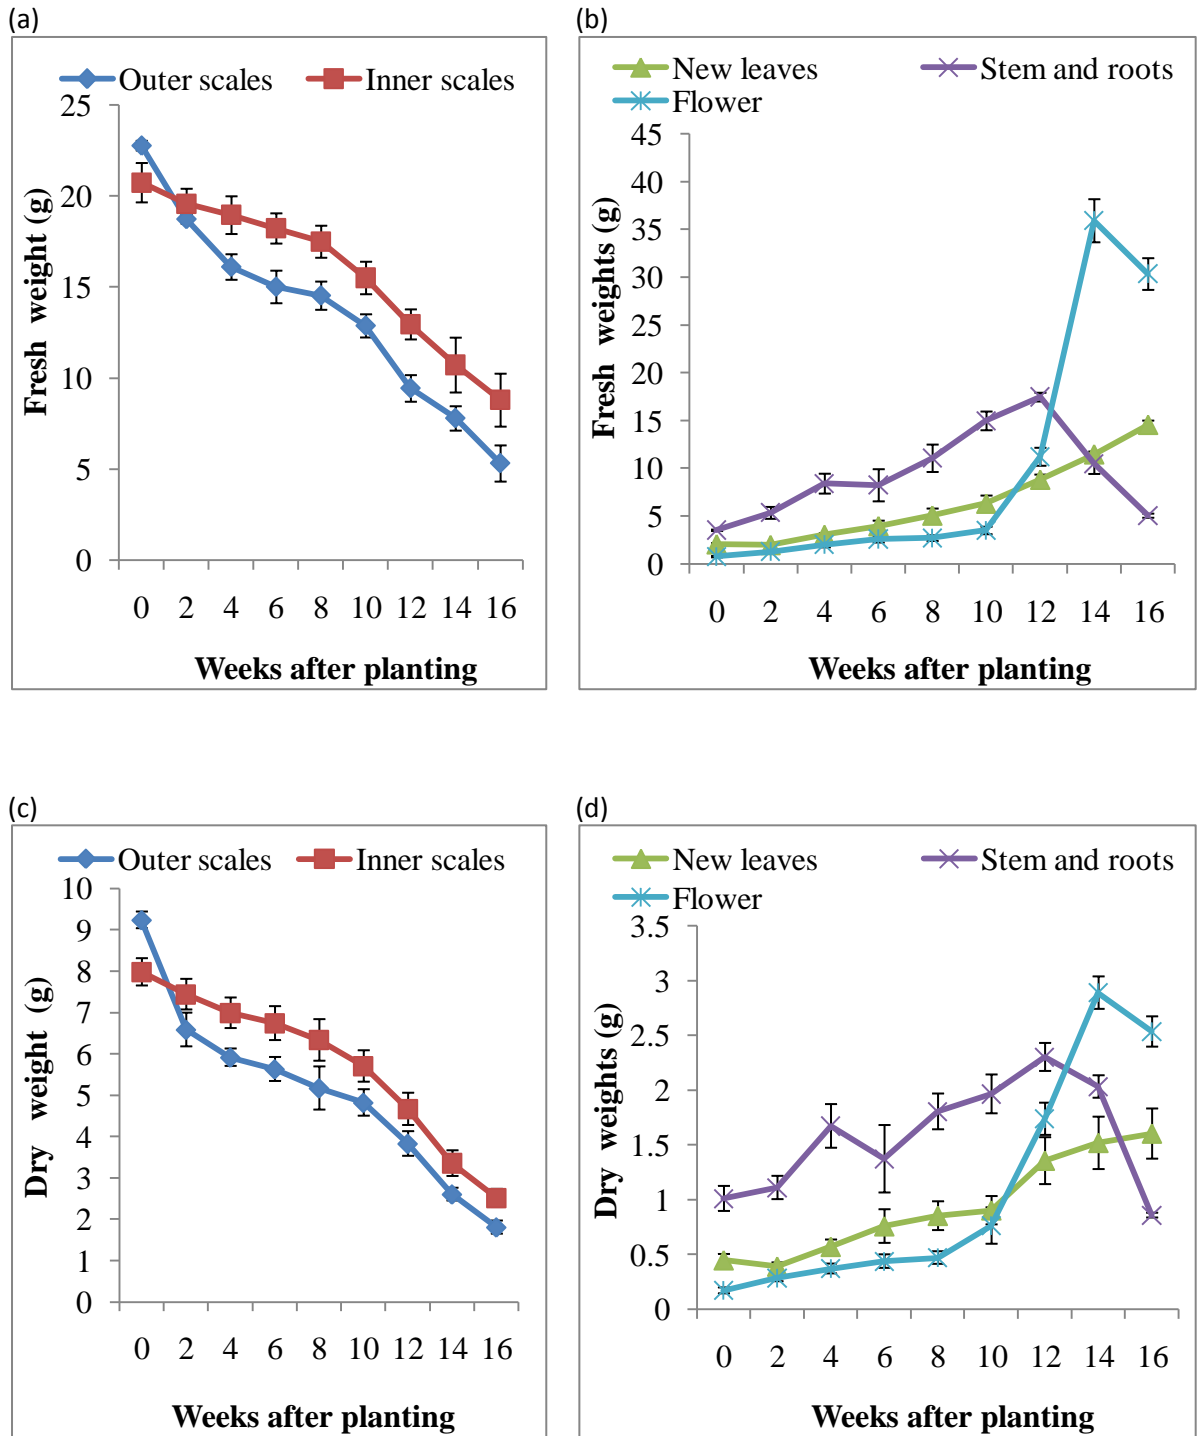 (a)
Outer scales Inner scales
25
20
15
10
5
0
Fresh weight (g)
0 2 4 6 8 10 12 14 16
Weeks after planting
(b)
New leaves Stem and roots
Flower
45
40
35
30
25
20
15
10
5
0
Fresh weights (g)
0 2 4 6 8 10 12 14 16
Weeks after planting
(c)
Outer scales Inner scales
10
9
8
7
6
5
4
3
2
1
0
Dry weight (g)
0 2 4 6 8 10 12 14 16
Weeks after planting
(d)
New leaves Stem and roots
Flower
3.5
3
2.5
2
1.5
1
0.5
0
Dry weights (g)
0 2 4 6 8 10 12 14 16
Weeks after planting